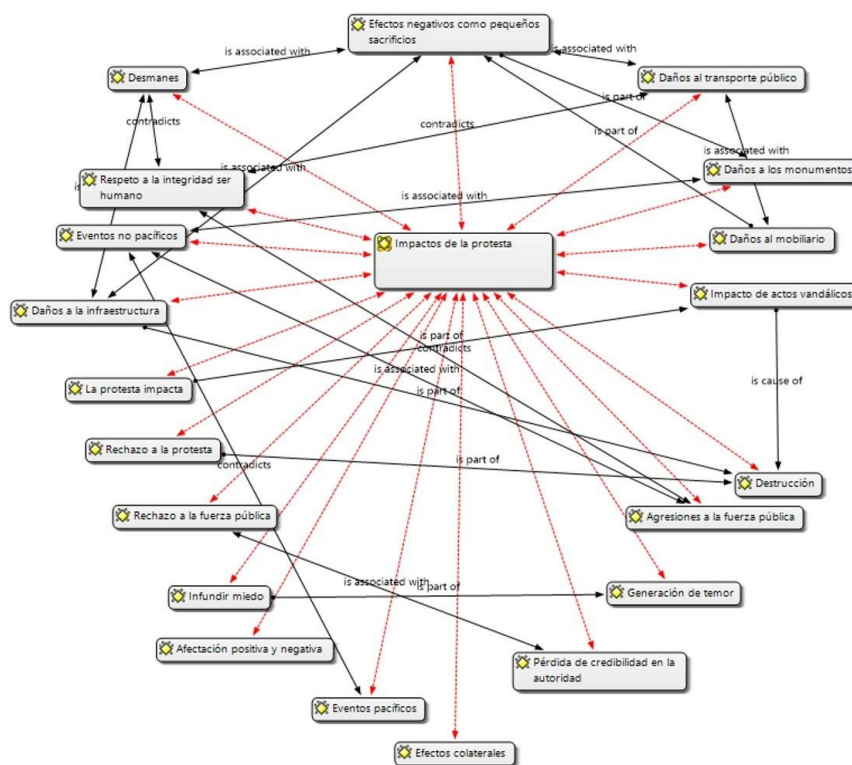 Efectos negativos como pequeños
sacrificios
is associated with
is associated with
Desmanes
Daños al transporte público
is part of
contradicts
contradicts
is part of
is associated with
is associated with
Daños a los monumentos
Respeto a la integridad ser
humano
is associated with
Eventos no pacíficos
Impactos de la protesta
Daños al mobiliario
Impacto de actos vandálicos
Daños a la infraestructura
is part of
contradicts
is associated with
is part of
La protesta impacta
is cause of
Rechazo a la protesta
is part of
contradicts
Destrucción
Rechazo a la fuerza pública
Agresiones a la fuerza pública
is associated with
is part of
Infundir miedo
Generación de temor
Afectación positiva y negativa
Pérdida de credibilidad en la
autoridad
Eventos pacíficos
Efectos colaterales